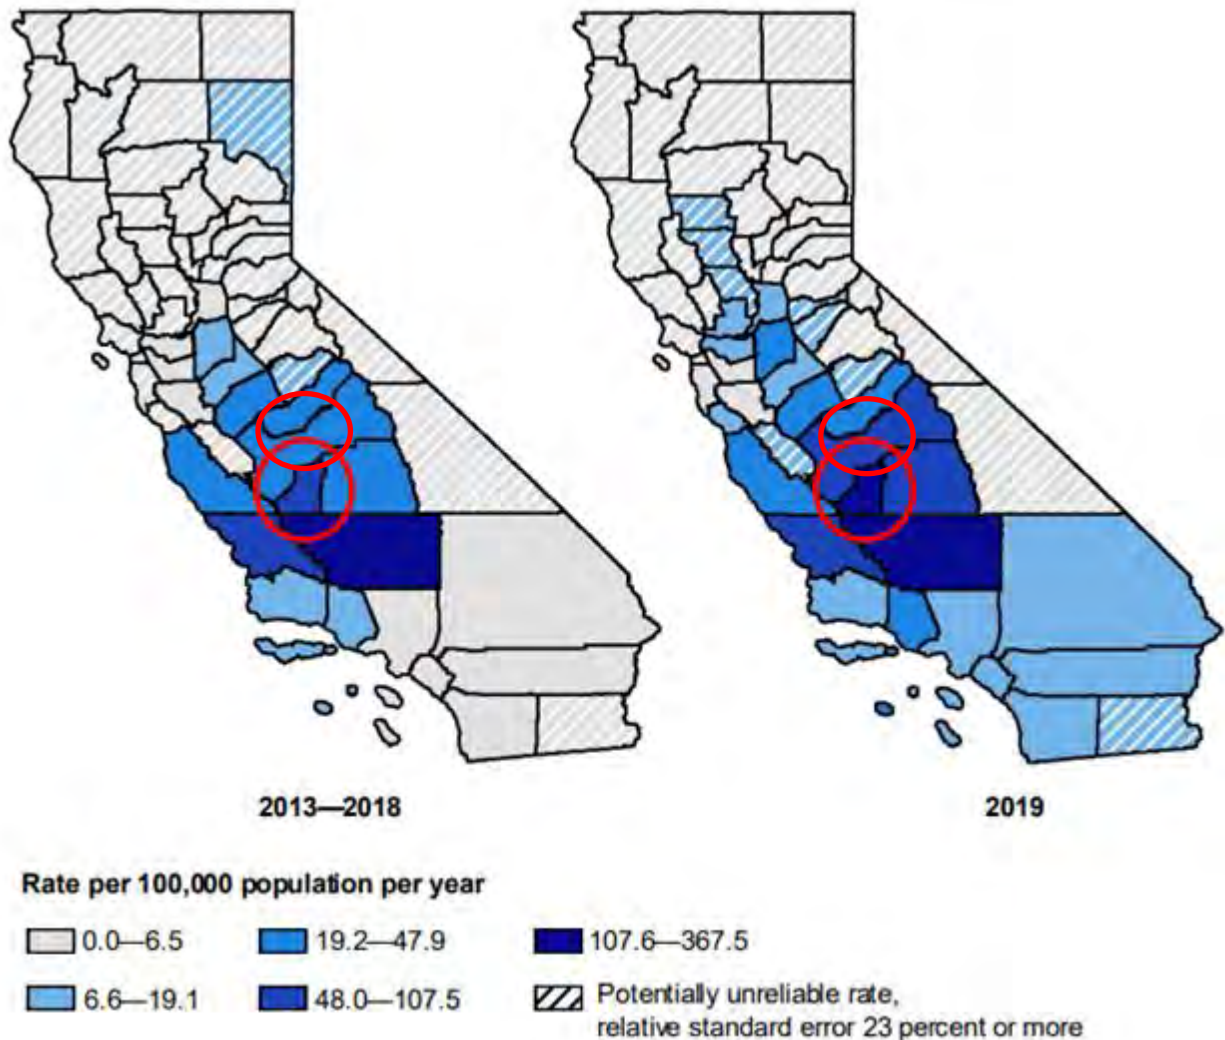 2013—2018
2019
Rate per 100,000 population per year
0.0—6.5
19.2—47.9
107.6—367.5
6.6—19.1
48.0—107.5
Potentially unreliable rate,
relative standard error 23 percent or more